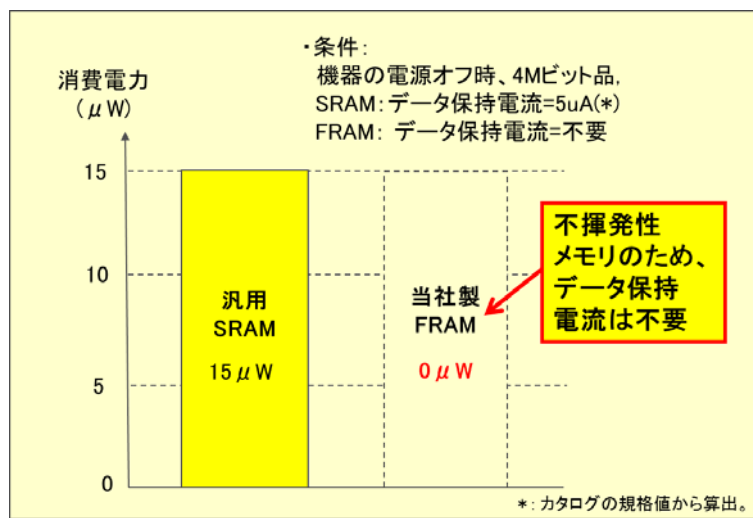 ・条件:
機器の電源オフ時、4Mビット品,
SRAM:データ保持電流=5uA(*)
FRAM: データ保持電流=不要
消費電力
(μW)
15
10
5
0
汎用
SRAM
15μW
当社製
FRAM
0μW
不揮発性
メモリのため、
データ保持
電流は不要
*:カタログの規格値から算出。